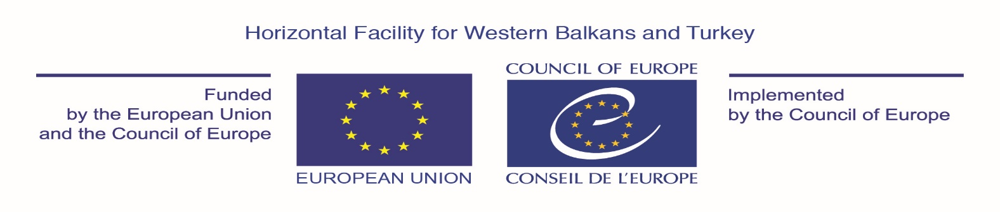 Horizontal Facility for Western Balkans and Turkey
Funded
by the European Union
and the Council of Europe
EUROPEAN UNION
COUNCIL OF EUROPE
CONSEIL DE L'EUROPE
Implemented
by the Council of Europe